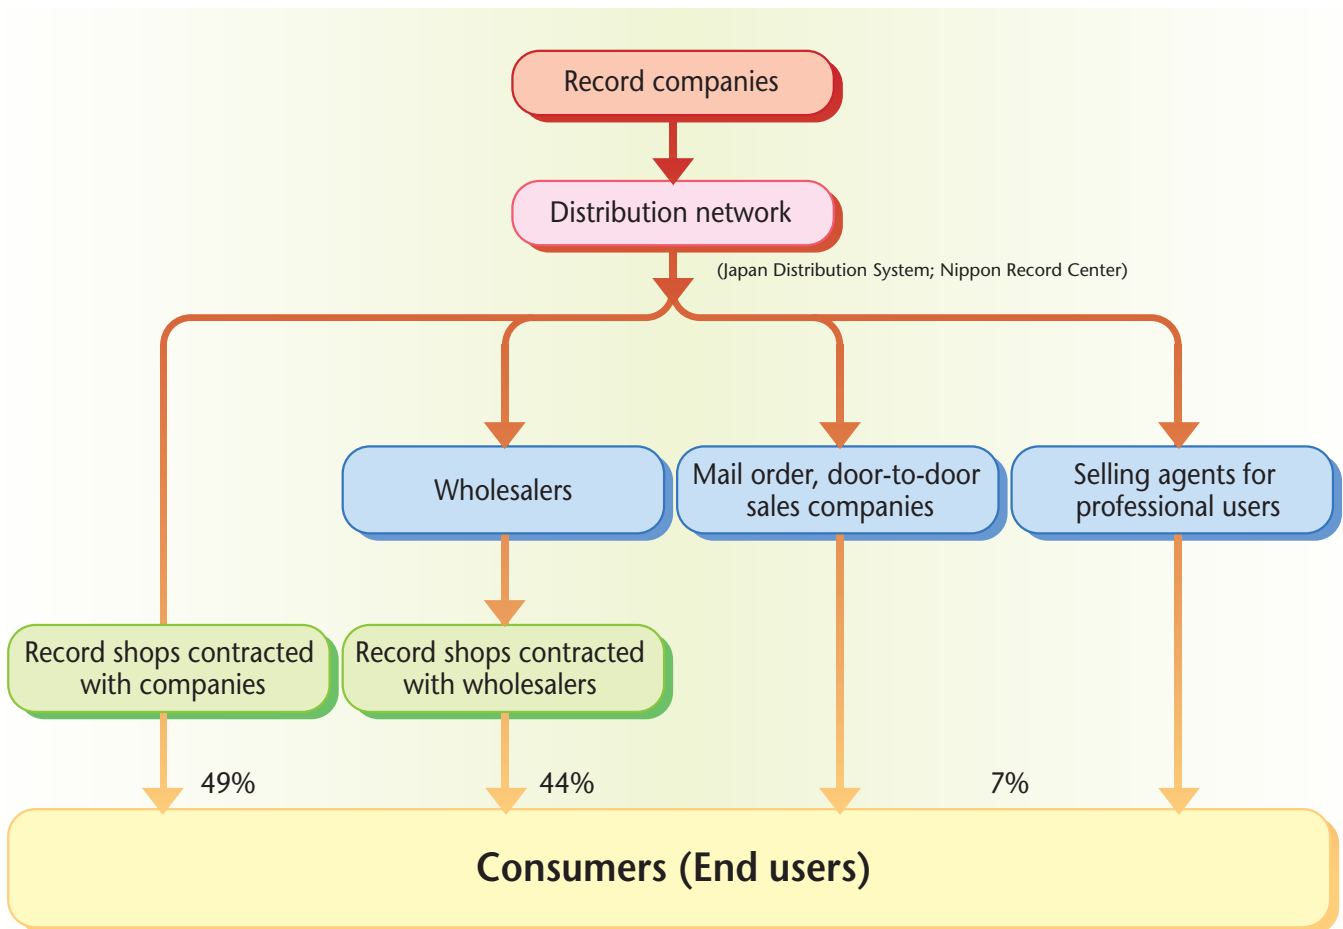 Record companies
Distribution network
(Japan Distribution System; Nippon Record Center)
Wholesalers
Mail order, door-to-door
sales companies
Selling agents for
professional users
Record shops contracted
with companies
Record shops contracted
with wholesalers
49%
44%
7%
Consumers (End users)